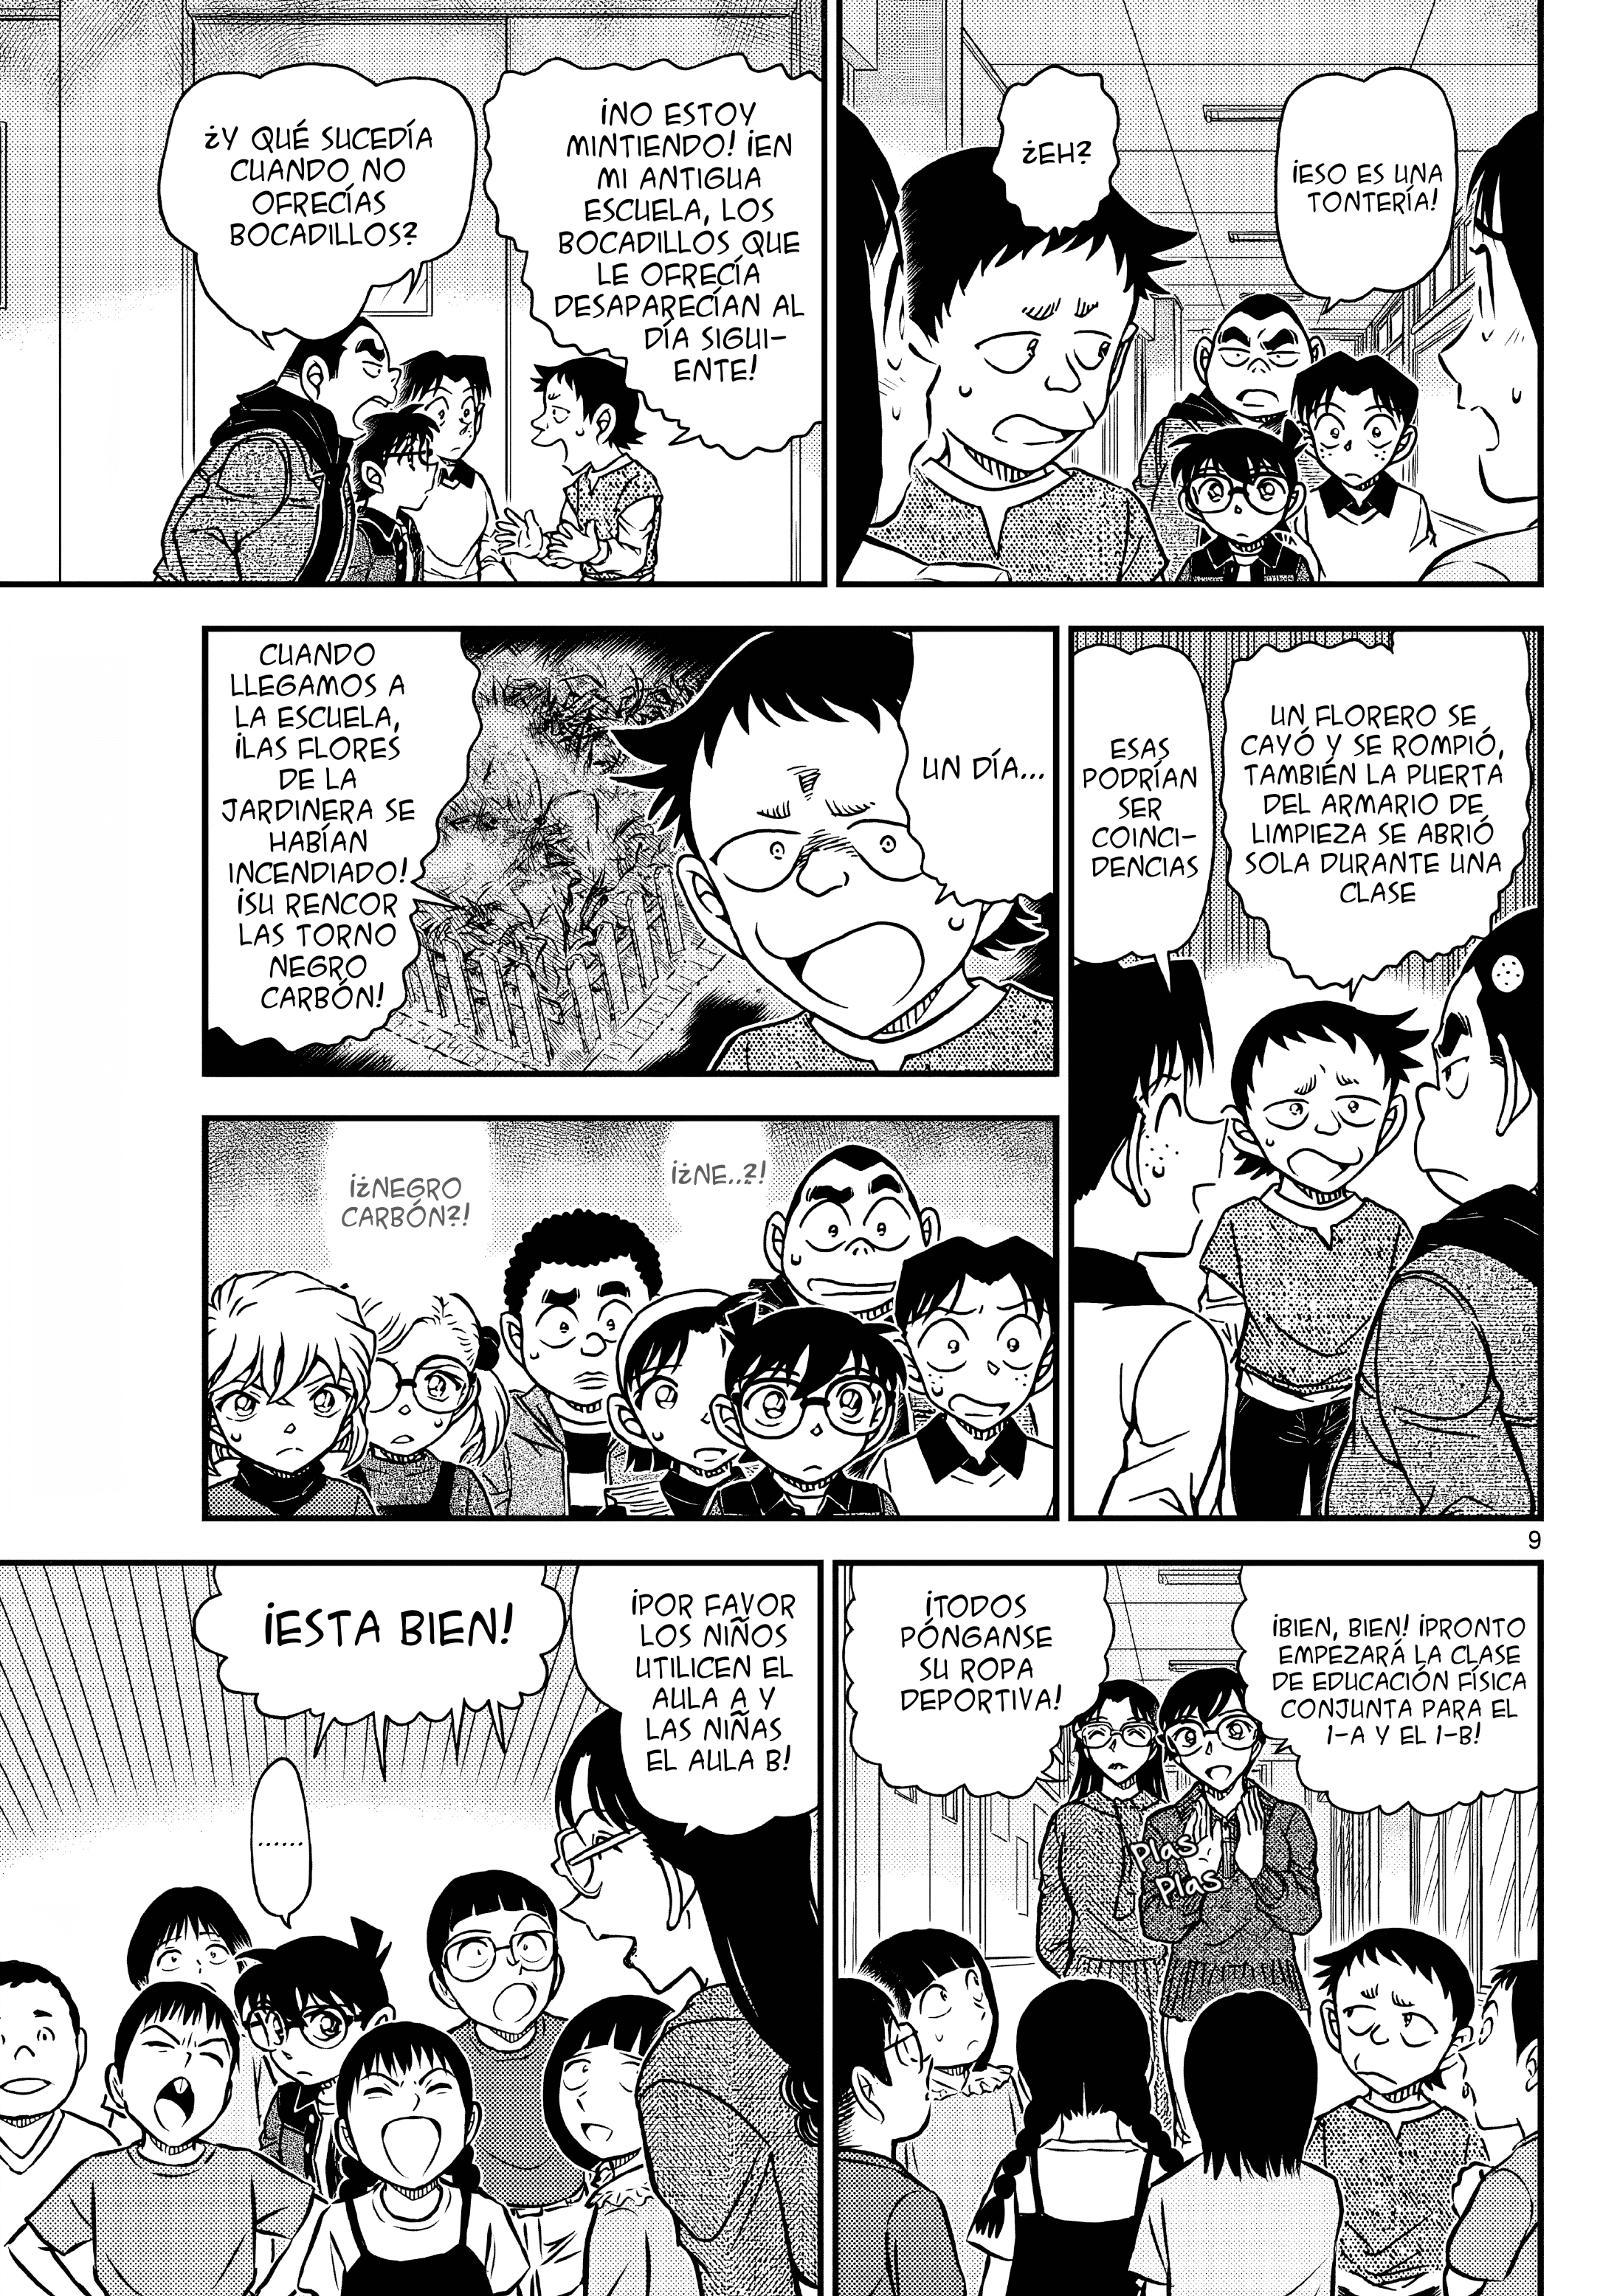 ¡ESO ES UNA
TONTERÍA!
¿EH?
¡NO ESTOY
MINTIENDO! ¡EN
MI ANTIGUA
ESCUELA, LOS
BOCADILLOS QUE
LE OFRECÍA
DESAPARECÍAN AL
DÍA SIGUI-
ENTE!
¿Y QUÉ SUCEDÍA
CUANDO NO
OFRECÍAS
BOCADILLOS?
UN FLORERO SE
CAYÓ Y SE ROMPIÓ,
TAMBIÉN LA PUERTA
DEL ARMARIO DE
LIMPIEZA SE ABRIÓ
SOLA DURANTE UNA
CLASE
ESAS
PODRÍAN
SER
COINCI-
DENCIAS
UN DÍA...
CUANDO
LLEGAMOS A
LA ESCUELA,
¡LAS FLORES
DE LA
JARDINERA SE
HABÍAN
INCENDIADO!
¡SU RENCOR
LAS TORNO
NEGRO
CARBÓN!
¡¿NE..?!
¡¿NEGRO
CARBÓN?!
9
¡BIEN, BIEN! ¡PRONTO
EMPEZARÁ LA CLASE
DE EDUCACIÓN FÍSICA
CONJUNTA PARA EL
1-A Y EL 1-B!
¡TODOS
PÓNGANSE
SU ROPA
DEPORTIVA!
Plas
Plas
¡POR FAVOR
LOS NIÑOS
UTILICEN EL
AULA A Y
LAS NIÑAS
EL AULA B!
¡ESTA BIEN!
......